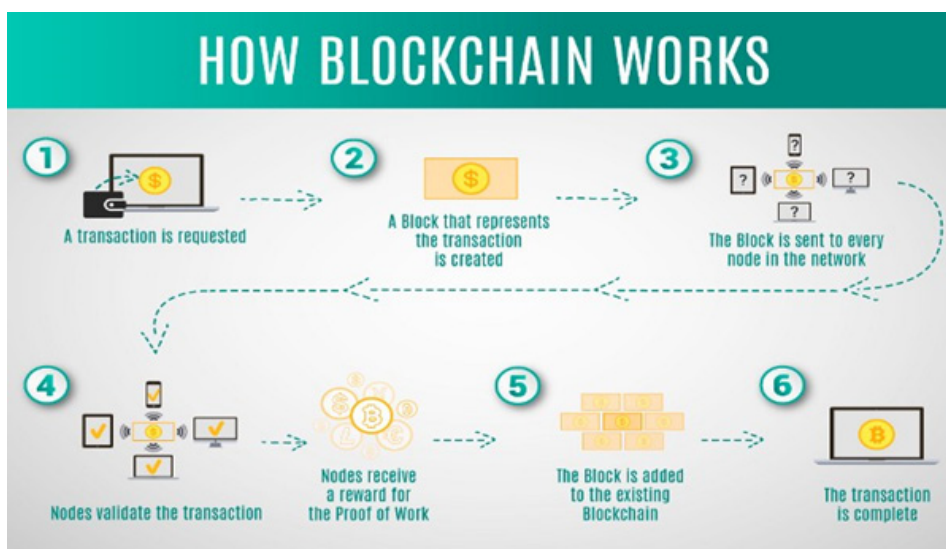 HOW BLOCKCHAIN WORKS
1
A transaction is requested
2
A Block that represents
the transaction
is created
3
The Block is sent to every
node in the network
4
Nodes validate the transaction
Nodes receive
a reward for
the Proof of Work
5
The Block is added
to the existing
Blockchain
6
The transaction
is complete